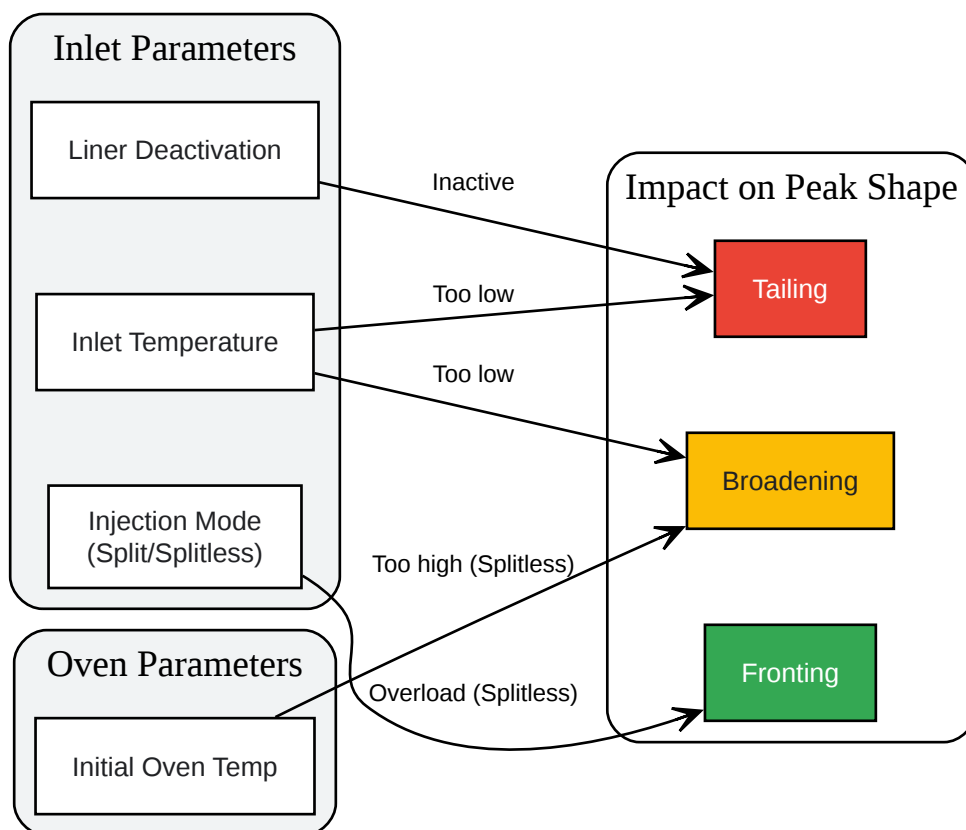 Inlet Parameters
Liner Deactivation
Inactive
Impact on Peak Shape
Tailing
Too low
Inlet Temperature
Too low
Broadening
Injection Mode
(Split/Splitless)
Too high (Splitless)
Oven Parameters
Overload (Splitless)
Fronting
Initial Oven Temp